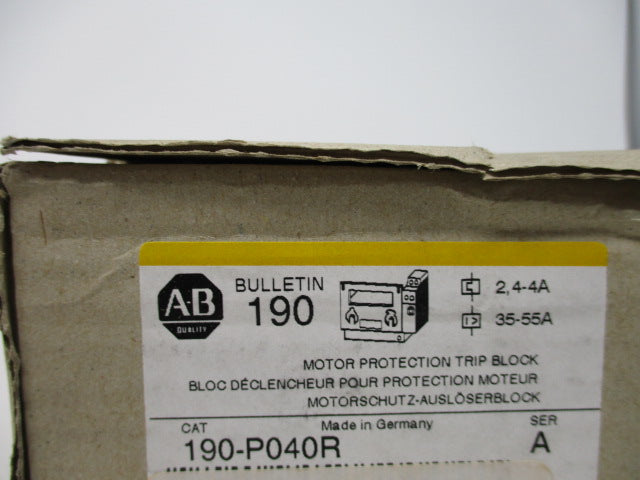 A-B
QUALITY
BULLETIN
190
2,4-4A
35-55A
MOTOR PROTECTION TRIP BLOCK
BLOC DÉCLENCHEUR POUR PROTECTION MOTEUR
MOTORSCHUTZ-AUSLÖSERBLOCK
CAT Made in Germany SER
190-P040R A